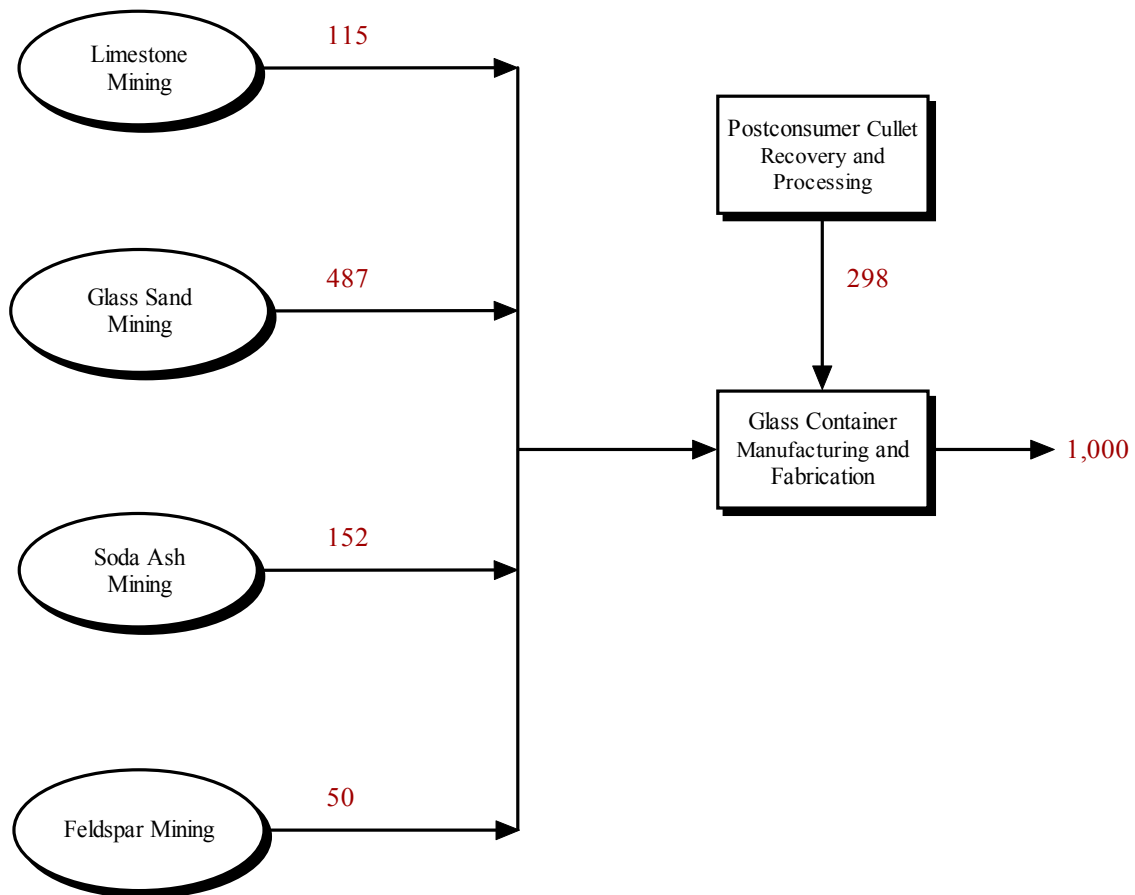 Limestone
Mining
115
Postconsumer Cullet
Recovery and
Processing
Glass Sand
Mining
487
298
Glass Container
Manufacturing and
Fabrication
1,000
Soda Ash
Mining
152
Feldspar Mining
50